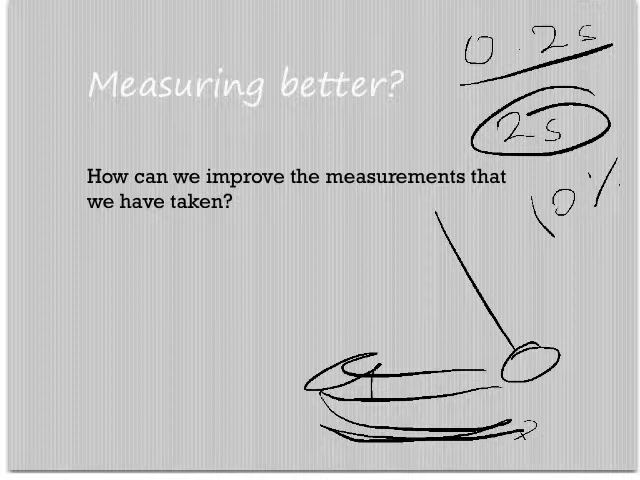 Measuring better?
0.2s
2s
10%
How can we improve the measurements that
we have taken?